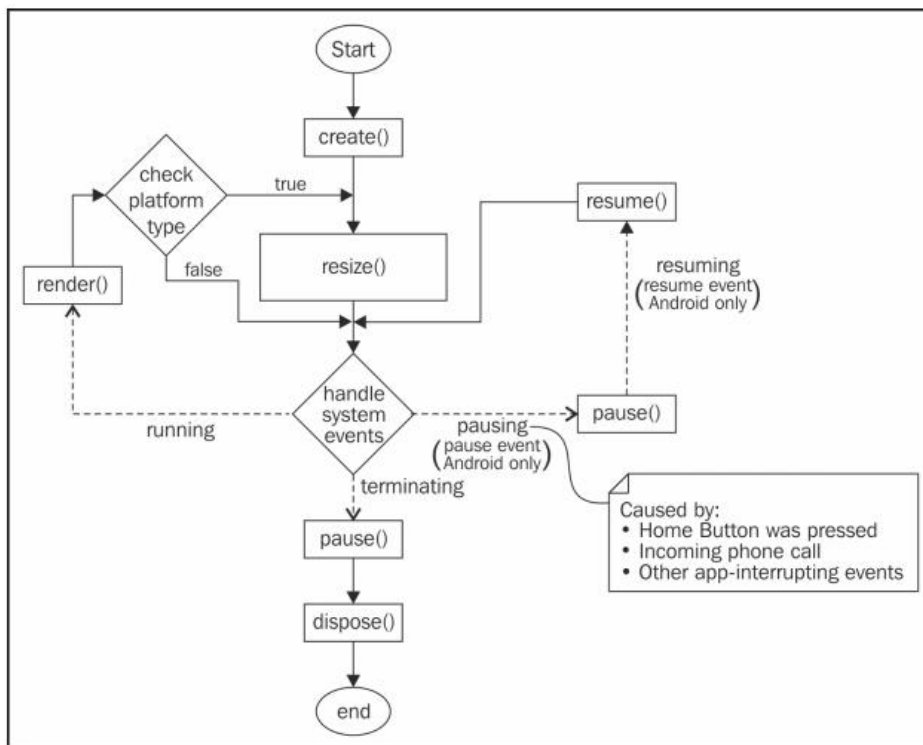 Start
create()
check
platform
type
true
resume()
resize()
false
render()
resuming
(resume event
Android only)
handle
system
events
running
pausing
(pause event
Android only)
pause()
terminating
pause()
Caused by:
• Home Button was pressed
• Incoming phone call
• Other app-interrupting events
dispose()
end